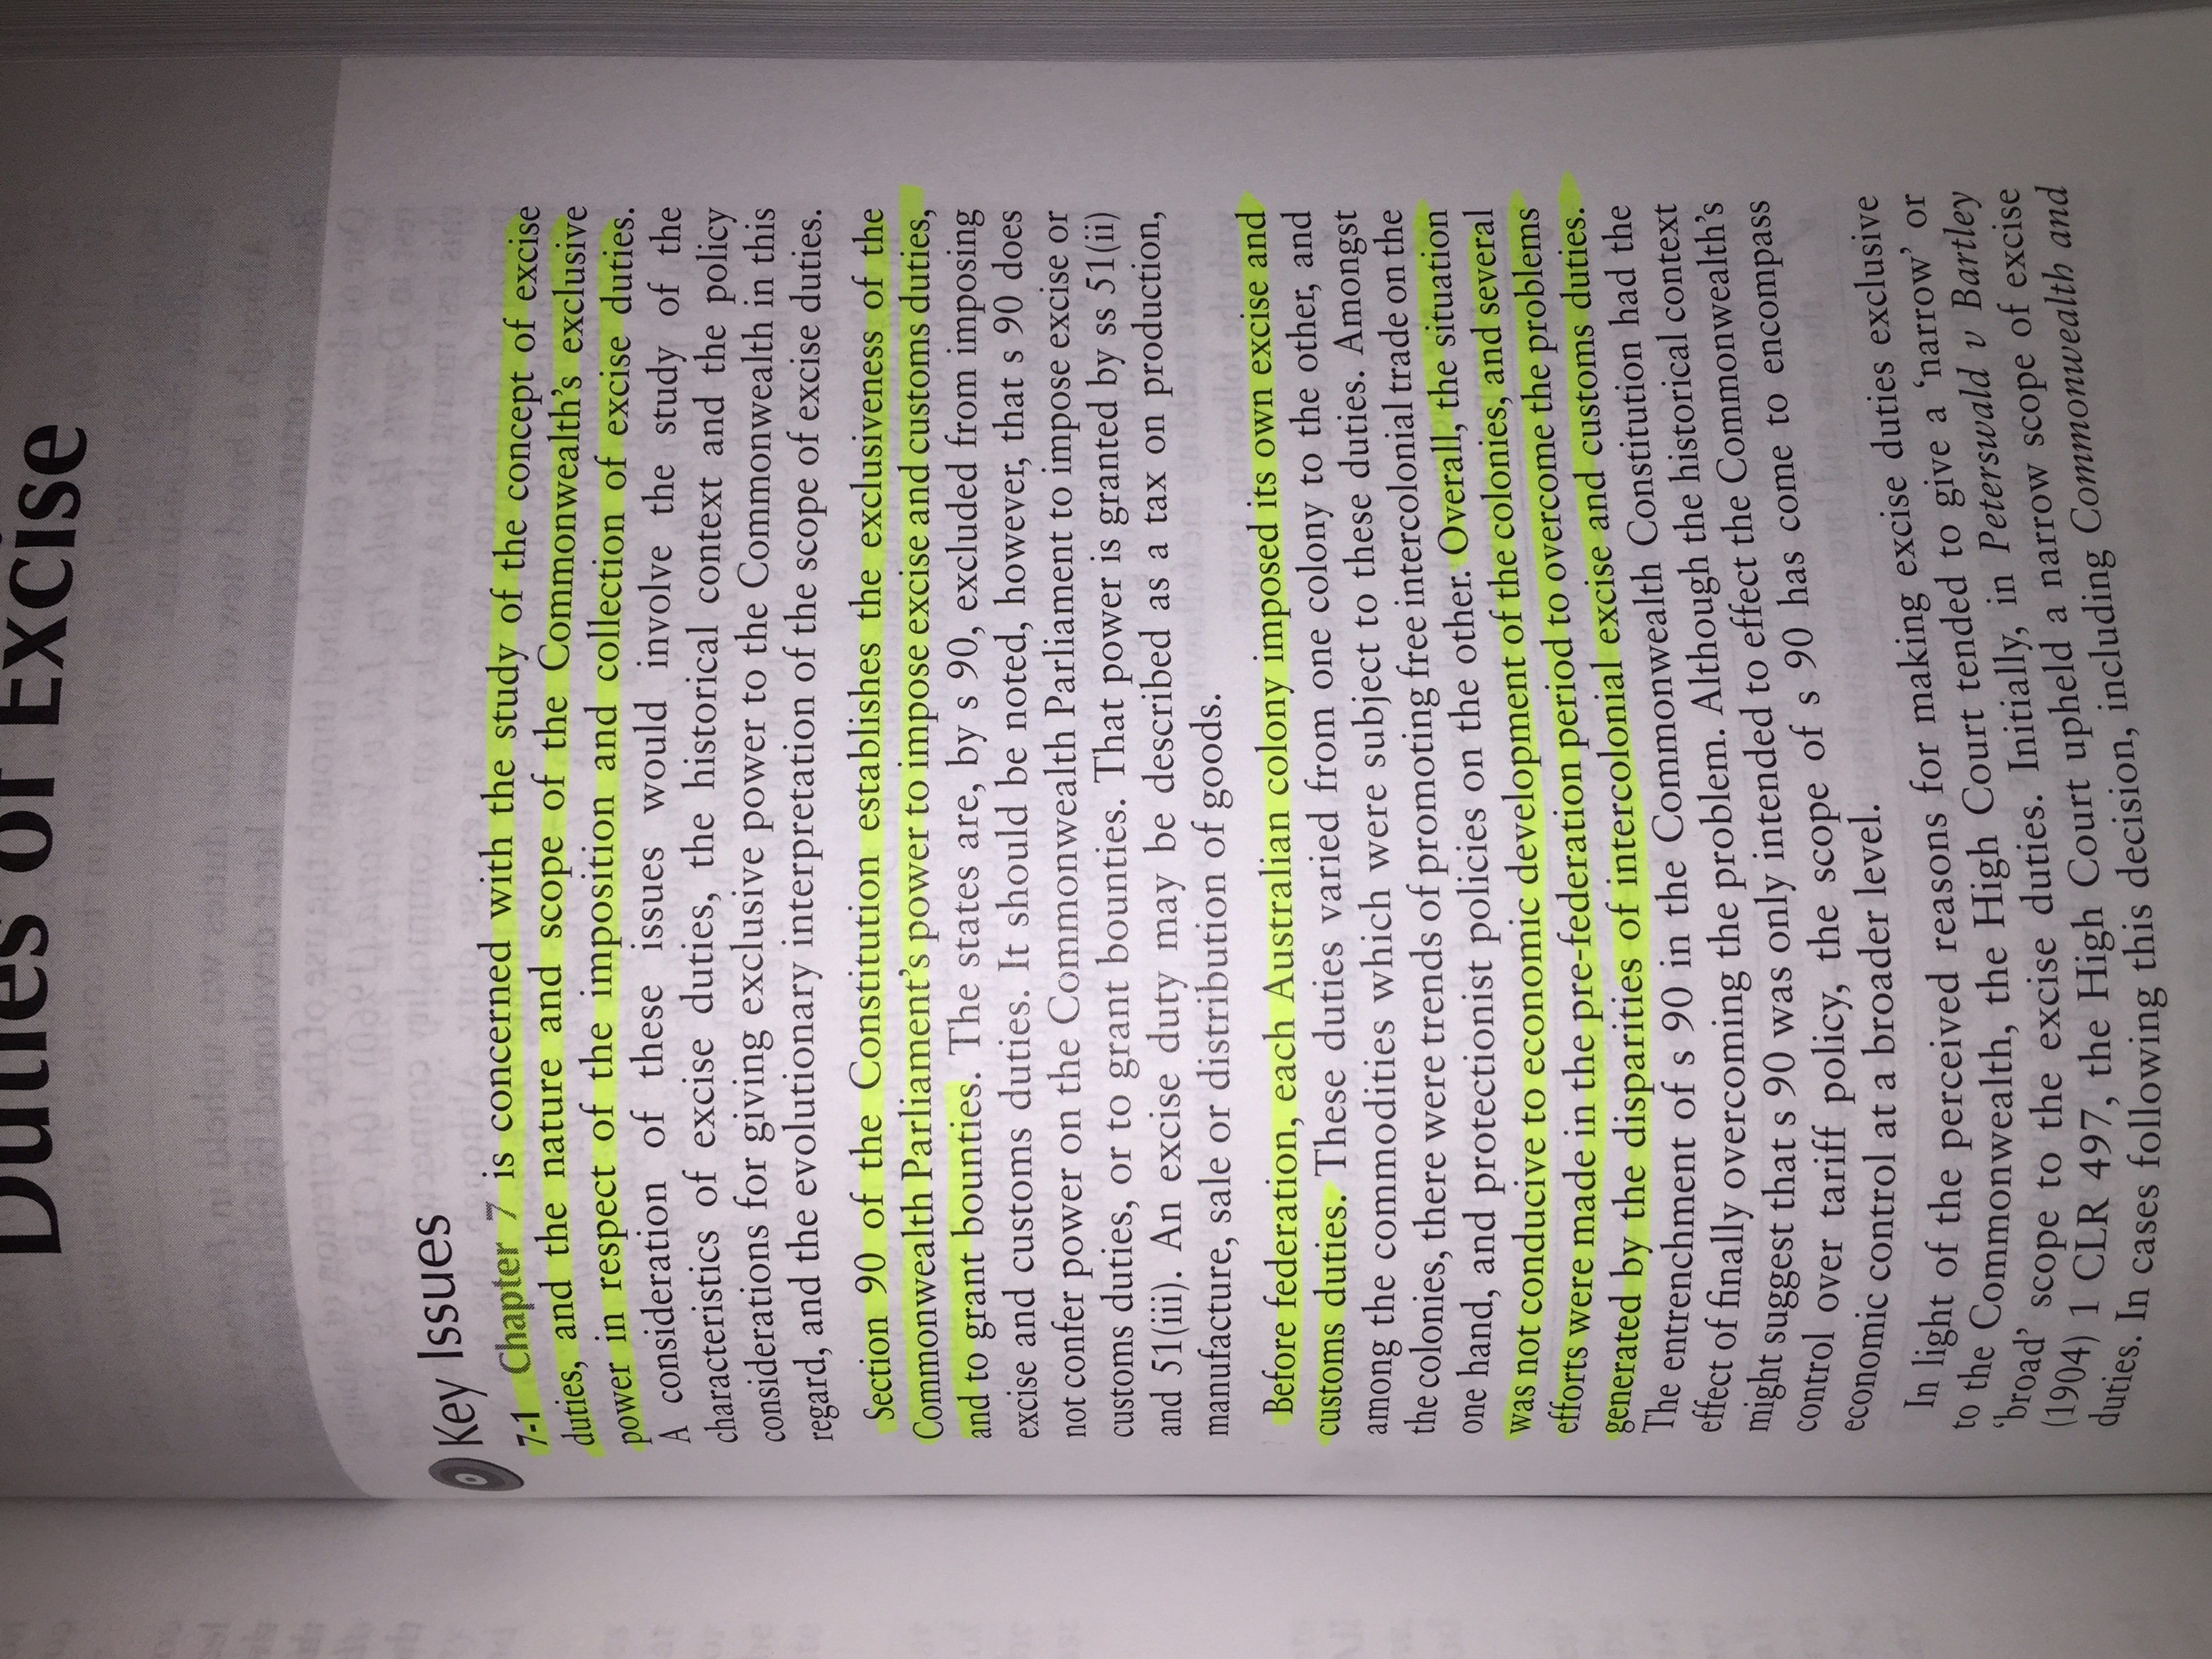 Duties of Excise
Key Issues
7-1 Chapter 7 is concerned with the study of the concept of excise
duties, and the nature and scope of the Commonwealth's exclusive
power in respect of the imposition and collection of excise duties.
A consideration of these issues would involve the study of the
characteristics of excise duties, the historical context and the policy
considerations for giving exclusive power to the Commonwealth in this
regard, and the evolutionary interpretation of the scope of excise duties.
Section 90 of the Constitution establishes the exclusiveness of the
Commonwealth Parliament's power to impose excise and customs duties,
and to grant bounties. The states are, by s 90, excluded from imposing
excise and customs duties. It should be noted, however, that s 90 does
not confer power on the Commonwealth Parliament to impose excise or
customs duties, or to grant bounties. That power is granted by ss 51(ii)
and 51(iii). An excise duty may be described as a tax on production,
manufacture, sale or distribution of goods.
Before federation, each Australian colony imposed its own excise and
customs duties. These duties varied from one colony to the other, and
among the commodities which were subject to these duties. Amongst
the colonies, there were trends of promoting free intercolonial trade on the
one hand, and protectionist policies on the other. Overall, the situation
was not conducive to economic development of the colonies, and several
efforts were made in the pre-federation period to overcome the problems
generated by the disparities of intercolonial excise and customs duties.
The entrenchment of s 90 in the Commonwealth Constitution had the
effect of finally overcoming the problem. Although the historical context
might suggest that s 90 was only intended to effect the Commonwealth's
control over tariff policy, the scope of s 90 has come to encompass
economic control at a broader level.
In light of the perceived reasons for making excise duties exclusive
to the Commonwealth, the High Court tended to give a 'narrow' or
'broad' scope to the excise duties. Initially, in Peterswald v Bartley
(1904) 1 CLR 497, the High Court upheld a narrow scope of excise
duties. In cases following this decision, including Commonwealth and